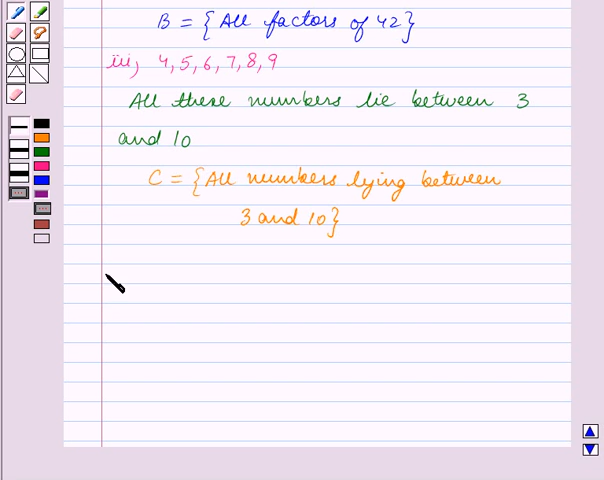 B = {All factors of 42}
iii, 4, 5, 6, 7, 8, 9
All these numbers lie between 3
and 10
C = {All numbers lying between
3 and 10}